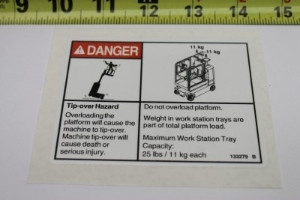 9 10 11 12 13 14 15
DANGER
11 kg 11 kg
Tip-over Hazard
Overloading the
platform will cause the
machine to tip-over.
Machine tip-over will
cause death or
serious injury.
Do not overload platform.
Weight in work station trays are
part of total platform load.
Maximum Work Station Tray
Capacity:
25 lbs / 11 kg each